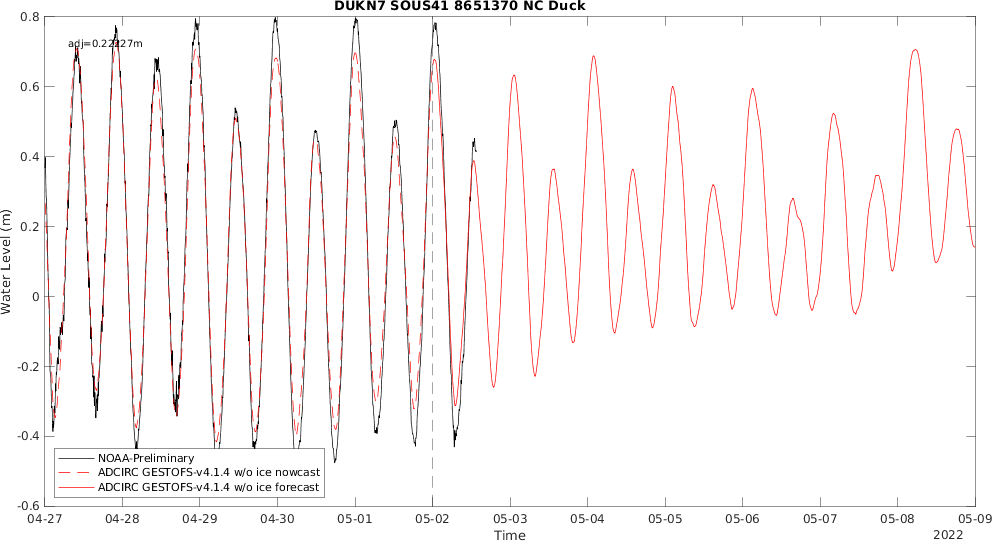 DUKN7 SOUS41 8651370 NC Duck
adj=0.22227m
0.8
0.6
0.4
0.2
0
-0.2
-0.4
-0.6
Water Level (m)
NOAA-Preliminary
ADCIRC GESTOFS-v4.1.4 w/o ice nowcast
ADCIRC GESTOFS-v4.1.4 w/o ice forecast
04-27 04-28 04-29 04-30 05-01 05-02 05-03 05-04 05-05 05-06 05-07 05-08 05-09
Time
2022